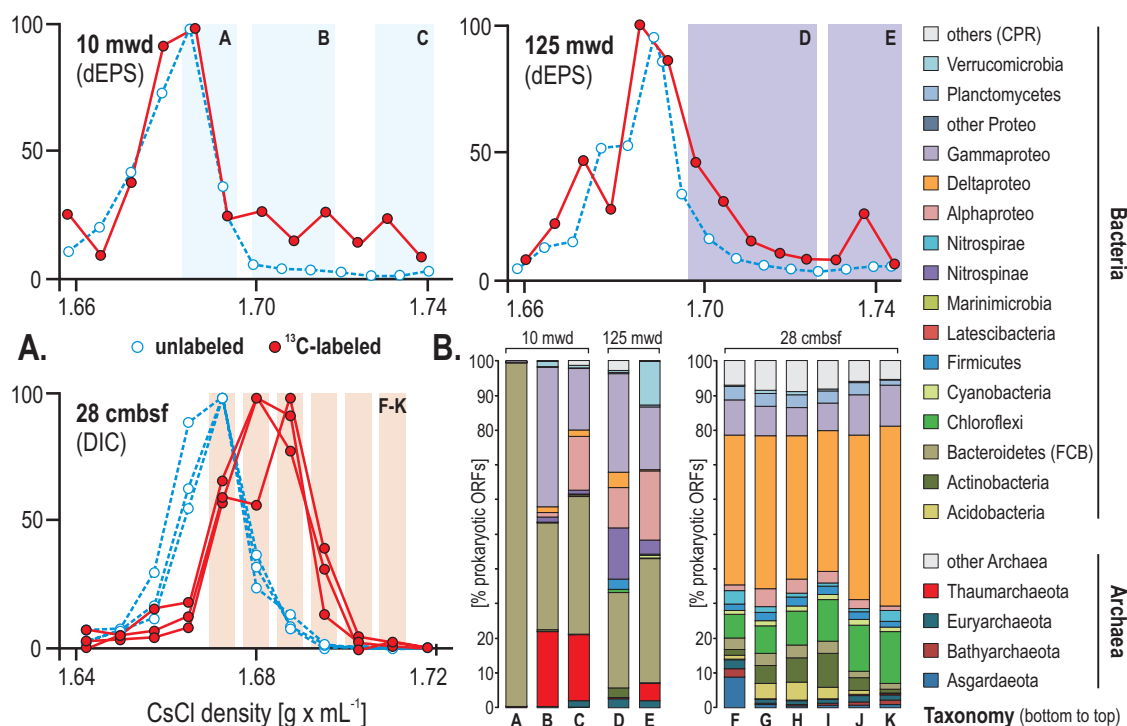 100
50
0
10 mwd
(dEPS)
A
B
C
1.66
1.70
1.74
100
50
0
125 mwd
(dEPS)
D
E
1.66
1.70
1.74
A.
unlabeled
¹³C-labeled
100
50
0
28 cmbsf
(DIC)
F-K
1.64
1.68
1.72
CsCl density [g x mL⁻¹]
B.
10 mwd
125 mwd
28 cmbsf
[% prokaryotic ORFs]
100
80
60
40
20
10
0
A
B
C
D
E
[% prokaryotic ORFs]
100
80
60
40
20
10
0
F
G
H
I
J
K
others (CPR)
Verrucomicrobia
Planctomycetes
other Proteo
Gammaproteo
Deltaproteo
Alphaproteo
Nitrospirae
Nitrospinae
Marinimicrobia
Latescibacteria
Firmicutes
Cyanobacteria
Chloroflexi
Bacteroidetes (FCB)
Actinobacteria
Acidobacteria
Bacteria
other Archaea
Thaumarchaeota
Euryarchaeota
Bathyarchaeota
Asgardaeota
Archaea
Taxonomy (bottom to top)